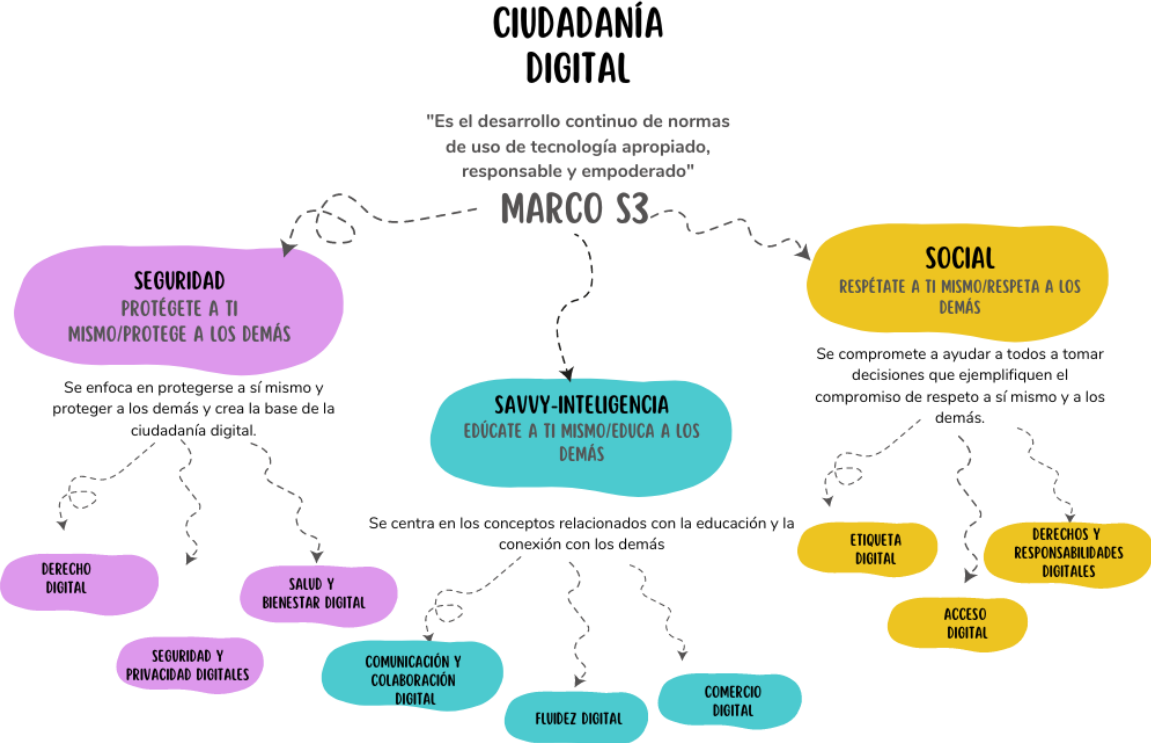 CIUDADANÍA
DIGITAL
"Es el desarrollo continuo de normas
de uso de tecnología apropiado,
responsable y empoderado"
MARCO S3
SEGURIDAD
PROTÉGETE A TI
MISMO/PROTEGE A LOS DEMÁS
Se enfoca en protegerse a sí mismo y
proteger a los demás y crea la base de la
ciudadanía digital.
DERECHO
DIGITAL
SEGURIDAD Y
PRIVACIDAD DIGITALES
SALUD Y
BIENESTAR DIGITAL
SAVVY-INTELIGENCIA
EDÚCATE A TI MISMO/EDUCA A LOS
DEMÁS
Se centra en los conceptos relacionados con la educación y la
conexión con los demás
COMUNICACIÓN Y
COLABORACIÓN
DIGITAL
FLUIDEZ DIGITAL
COMERCIO
DIGITAL
SOCIAL
RESPÉTATE A TI MISMO/RESPETA A LOS
DEMÁS
Se compromete a ayudar a todos a tomar
decisiones que ejemplifiquen el
compromiso de respeto a sí mismo y a los
demás.
ETIQUETA
DIGITAL
ACCESO
DIGITAL
DERECHOS Y
RESPONSABILIDADES
DIGITALES